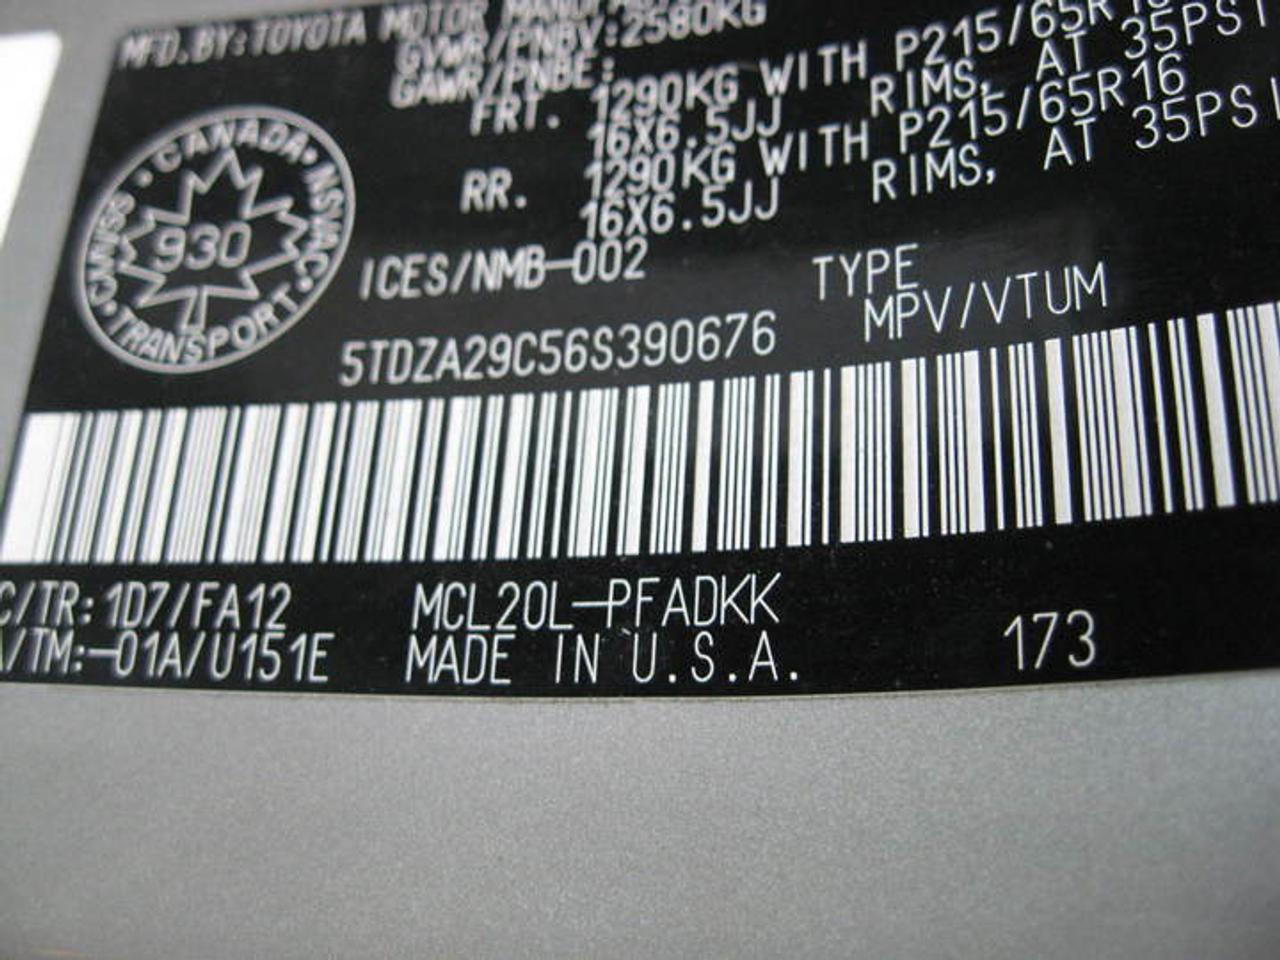 MFD.BY:TOYOTA MOTOR
GVWR/PNBV:2580KG
GAWR/PNBE:
FRT. 1290KG WITH P215/65R16
16X6.5JJ RIMS, AT 35PSI
RR. 1290KG WITH P215/65R16
16X6.5JJ RIMS, AT 35PSI
CANADA • NSVAC • TRANSPORT • CMVSS •
930
ICES/NMB-002
TYPE
MPV/VTUM
5TDZA29C56S390676
C/TR:1D7/FA12 MCL20L-PFADKK
/TM:-01A/U151E MADE IN U.S.A.
173